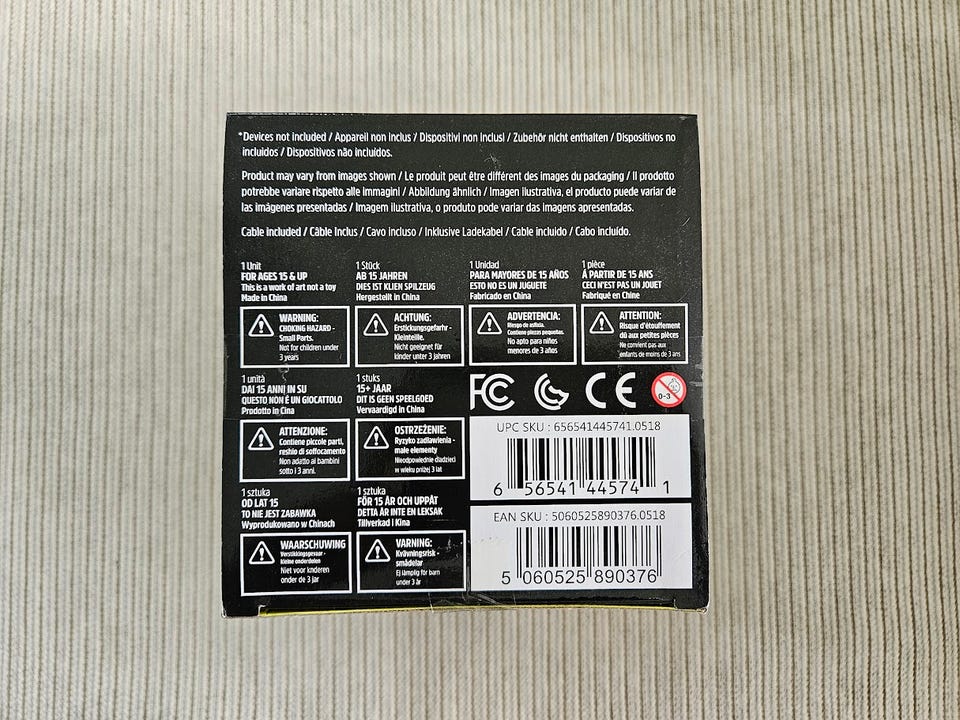 *Devices not included / Appareil non inclus / Dispositivi non inclusi / Zubehör nicht enthalten / Dispositivos no
incluidos / Dispositivos não incluídos.
Product may vary from images shown / Le produit peut être différent des images du packaging / Il prodotto
potrebbe variare rispetto alle immagini / Abbildung ähnlich / Imagen ilustrativa, el producto puede variar de
las imágenes presentadas / Imagem ilustrativa, o produto pode variar das imagens apresentadas.
Cable included / Câble Inclus / Cavo incluso / Inklusive Ladekabel / Cable incluido / Cabo incluído.
1 Unit
FOR AGES 15 & UP
This is a work of art not a toy
Made in China
WARNING:
CHOKING HAZARD -
Small Parts.
Not for children under
3 years
1 Stück
AB 15 JAHREN
DIES IST KLIEN SPILZEUG
Hergestellt in China
ACHTUNG:
Erstickungsgefarhr -
Kleinteille.
Nicht geeignet für
kinder unter 3 jahren
1 Unidad
PARA MAYORES DE 15 AÑOS
ESTO NO ES UN JUGUETE
Fabricado en China
ADVERTENCIA:
Riesgo de asfixia.
Contiene piezas pequeñas.
No apto para niños
menores de 3 años
1 pièce
Á PARTIR DE 15 ANS
CECI N'EST PAS UN JOUET
Fabriqué en Chine
ATTENTION:
Risque d'étouffement
dû aux petites pièces
Ne convient pas aux
enfants de moins de 3 ans
1 unità
DAI 15 ANNI IN SU
QUESTO NON É UN GIOCATTOLO
Prodotto in Cina
ATTENZIONE:
Contiene piccole parti,
reshio di soffocamento
Non adatto ai bambini
sotto i 3 anni.
1 stuks
15+ JAAR
DIT IS GEEN SPEELGOED
Vervaardigd in China
OSTRZEŻENIE:
Ryzyko zadławienia -
małe elementy
Nieodpowiednie dladzieci
w wieku pniżej 3 lat
FC
CE
0-3
UPC SKU : 656541445741.0518
6 56541 44574 1
EAN SKU : 5060525890376.0518
5 060525 890376
1 sztuka
OD LAT 15
TO NIE JEST ZABAWKA
Wyprodukowano w Chinach
WAARSCHUWING
Verstikkingsgevaar -
kleine onderdelen
Niet voor knderen
onder de 3 jar
1 sztuka
FÖR 15 ÅR OCH UPPÅT
DETTA ÄR INTE EN LEKSAK
Tillverkad i Kina
VARNING:
Kvävningsrisk -
smådelar
Ej lämplig för barn
under 3 år